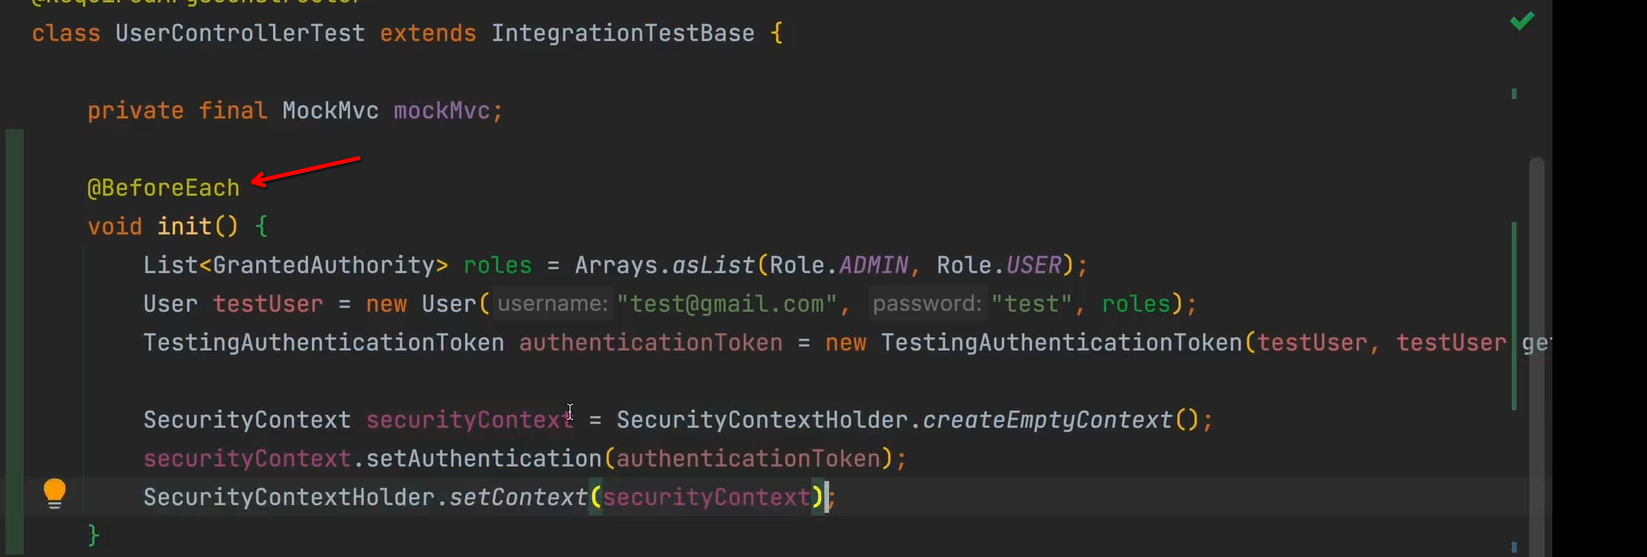 @RequiredArgsConstructor
class UserControllerTest extends IntegrationTestBase {
private final MockMvc mockMvc;
@BeforeEach
void init() {
List<GrantedAuthority> roles = Arrays.asList(Role.ADMIN, Role.USER);
User testUser = new User( username: "test@gmail.com", password: "test", roles);
TestingAuthenticationToken authenticationToken = new TestingAuthenticationToken(testUser, testUser get
SecurityContext securityContext = SecurityContextHolder.createEmptyContext();
securityContext.setAuthentication(authenticationToken);
SecurityContextHolder.setContext(securityContext);
}